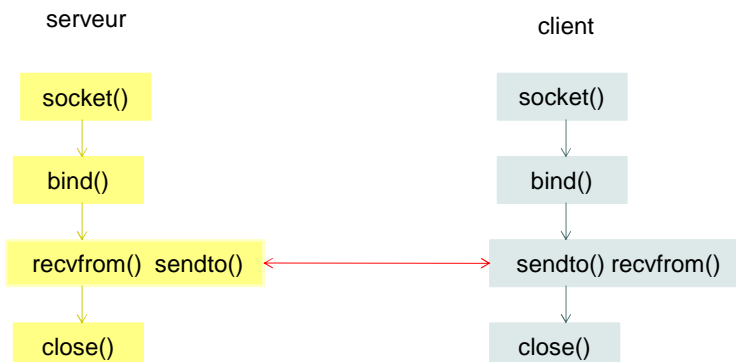 serveur
client
socket()
socket()
bind()
bind()
recvfrom() sendto()
sendto() recvfrom()
close()
close()